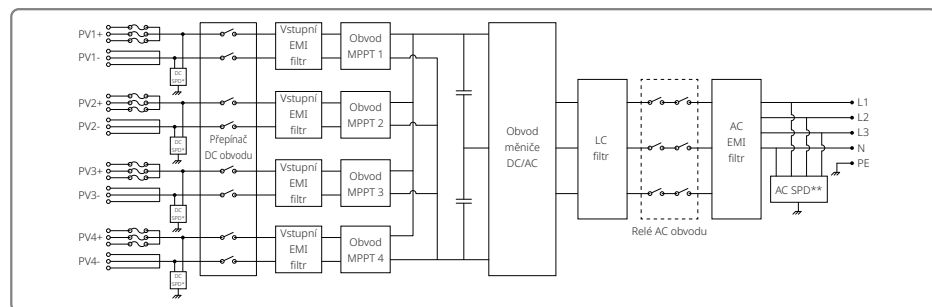 PV1+
PV1-
DC
SPD*
Vstupní
EMI
filtr
Obvod
MPPT 1
PV2+
PV2-
DC
SPD*
Vstupní
EMI
filtr
Obvod
MPPT 2
Přepínač
DC obvodu
PV3+
PV3-
DC
SPD*
Vstupní
EMI
filtr
Obvod
MPPT 3
PV4+
PV4-
DC
SPD*
Vstupní
EMI
filtr
Obvod
MPPT 4
Obvod
měniče
DC/AC
LC
filtr
Relé AC obvodu
AC
EMI
filtr
L1
L2
L3
N
PE
AC SPD**